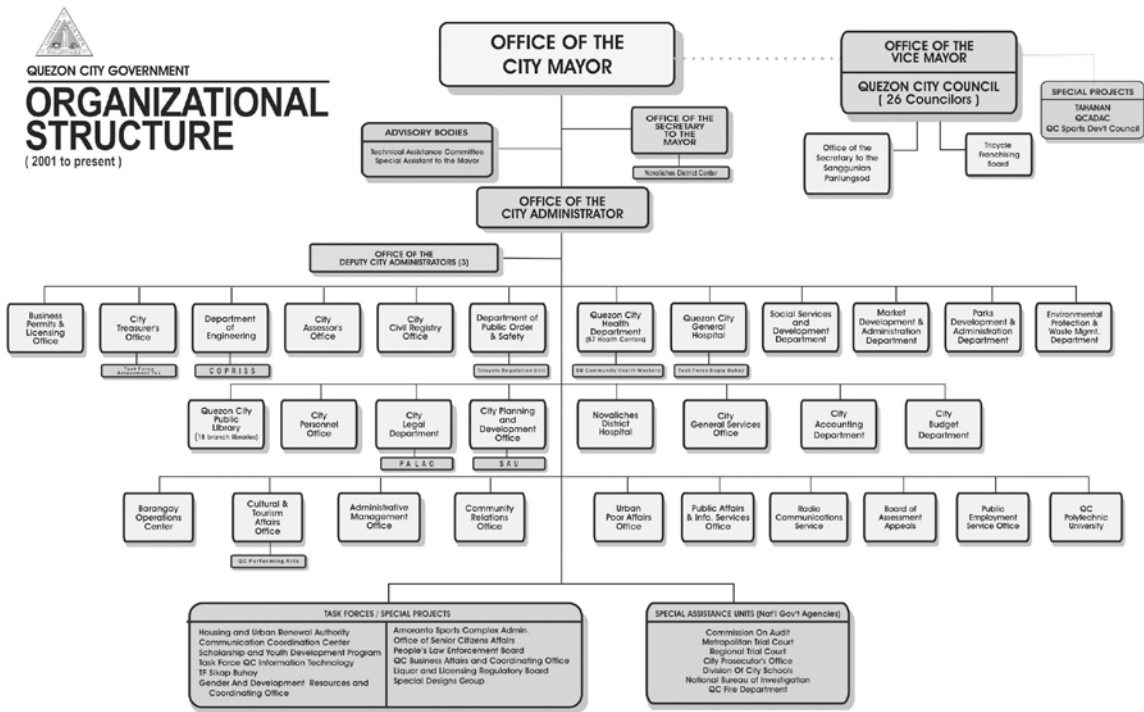 QUEZON CITY GOVERNMENT
ORGANIZATIONAL
STRUCTURE
( 2001 to present )
OFFICE OF THE
CITY MAYOR
OFFICE OF THE
VICE MAYOR
QUEZON CITY COUNCIL
( 26 Councilors )
SPECIAL PROJECTS
TAHANAN
QCADAC
QC Sports Dev't Council
ADVISORY BODIES
Technical Assistance Committee
Special Assistant to the Mayor
OFFICE OF THE
SECRETARY
TO THE
MAYOR
Novaliches District Center
Office of the
Secretary to the
Sanggunian
Panlungsod
Tricycle
Franchising
Board
OFFICE OF THE
CITY ADMINISTRATOR
OFFICE OF THE
DEPUTY CITY ADMINISTRATORS (3)
Business
Permits &
Licensing
Office
City
Treasurer's
Office
Task Force
Amusement Tax
Department
of
Engineering
COPRISS
City
Assessor's
Office
City
Civil Registry
Office
Department of
Public Order
& Safety
Tricycle Regulation Unit
Quezon City
Health
Department
(57 Health Centers)
BB Community Health Workers
Quezon City
General
Hospital
Task Force Sagip Buhay
Social Services
and
Development
Department
Market
Development &
Administration
Department
Parks
Development &
Administration
Department
Environmental
Protection &
Waste Mgmt.
Department
Quezon City
Public
Library
(18 branch libraries)
City
Personnel
Office
City
Legal
Department
PALAO
City Planning
and
Development
Office
SAU
Novaliches
District
Hospital
City
General Services
Office
City
Accounting
Department
City
Budget
Department
Barangay
Operations
Center
Cultural &
Tourism
Affairs
Office
QC Performing Arts
Administrative
Management
Office
Community
Relations
Office
Urban
Poor Affairs
Office
Public Affairs
& Info. Services
Office
Radio
Communications
Service
Board of
Assessment
Appeals
Public
Employment
Service Office
QC
Polytechnic
University
TASK FORCES / SPECIAL PROJECTS
Housing and Urban Renewal Authority
Communication Coordination Center
Scholarship and Youth Development Program
Task Force QC Information Technology
TF Sikap Buhay
Gender And Development Resources and
Coordinating Office
Amoranto Sports Complex Admin.
Office of Senior Citizens Affairs
People's Law Enforcement Board
QC Business Affairs and Coordinating Office
Liquor and Licensing Regulatory Board
Special Designs Group
SPECIAL ASSISTANCE UNITS (Nat'l Gov't Agencies)
Commission On Audit
Metropolitan Trial Court
Regional Trial Court
City Prosecutor's Office
Division Of City Schools
National Bureau of Investigation
QC Fire Department